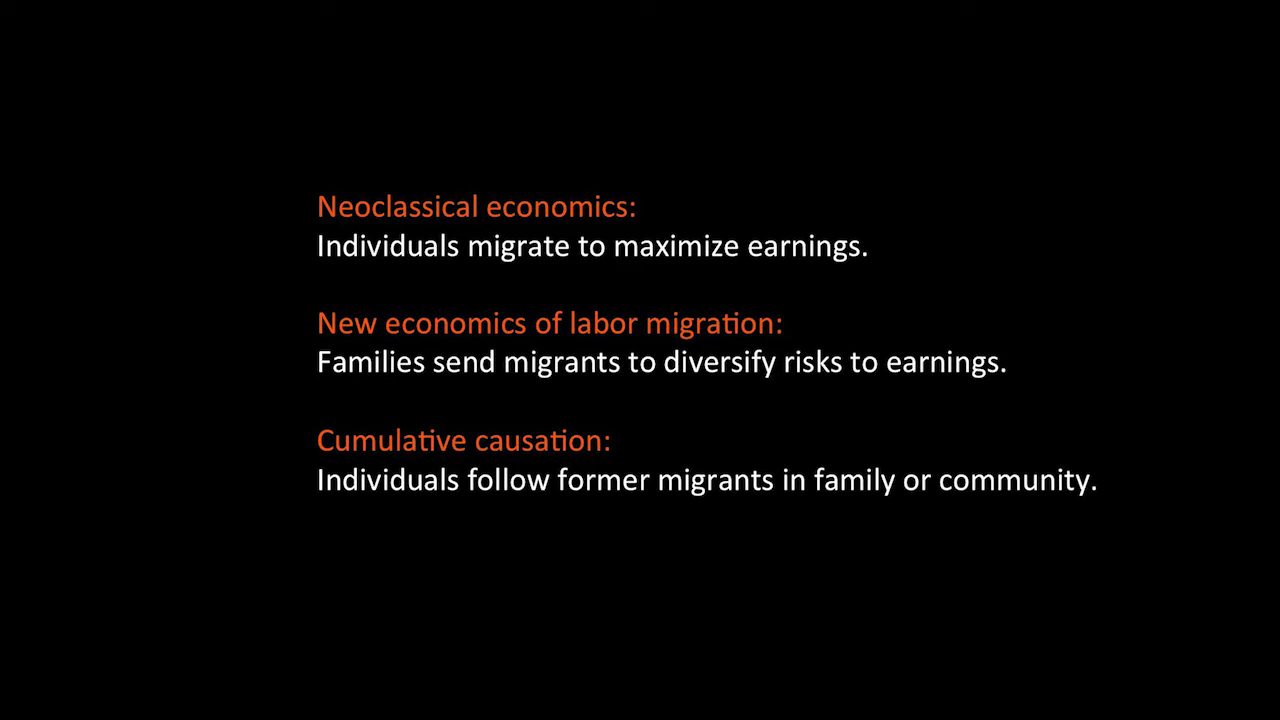 Neoclassical economics:
Individuals migrate to maximize earnings.
New economics of labor migration:
Families send migrants to diversify risks to earnings.
Cumulative causation:
Individuals follow former migrants in family or community.